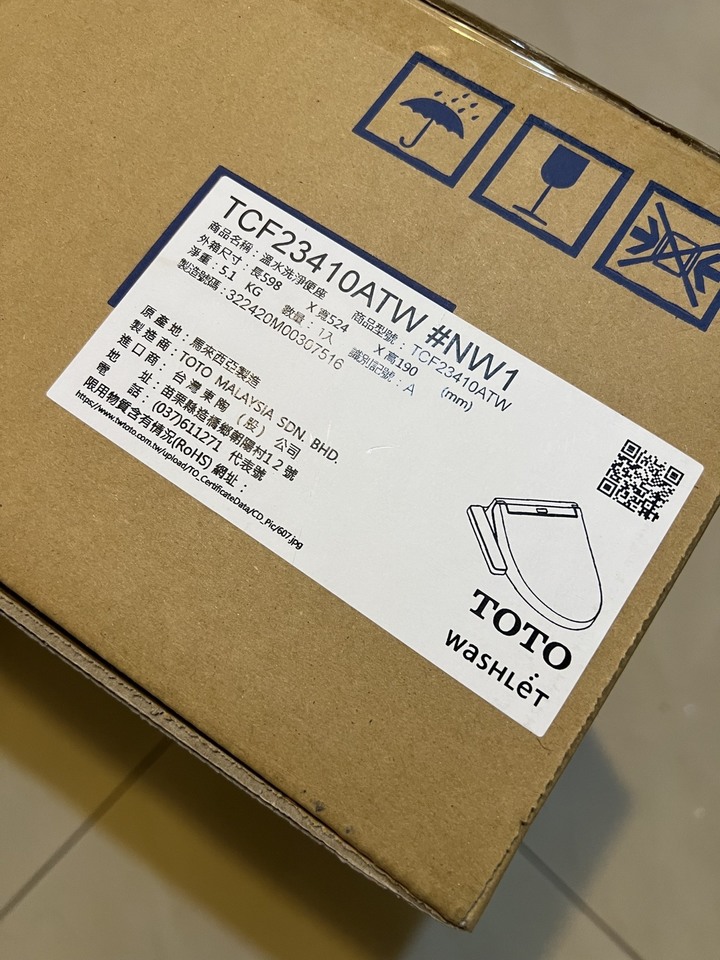 TCF23410ATW #NW1
商品名稱：溫水洗淨便座 商品型號：TCF23410ATW
外箱尺寸：長598 X 寬524 X 高190 (mm)
淨重：5.1 KG 數量：1入 識別記號：A
製造號碼：322420M00307516
原產地：馬來西亞製造
製造商：TOTO MALAYSIA SDN. BHD.
進口商：台灣東陶（股）公司
地 址：苗栗縣造橋鄉朝陽村12號
電 話：(037)611271 代表號
限用物質含有情況(RoHS) 網址：
https://www.twtoto.com.tw/upload/TO_CertificateData/CD_Pic/607.jpg
TOTO
WASHLET